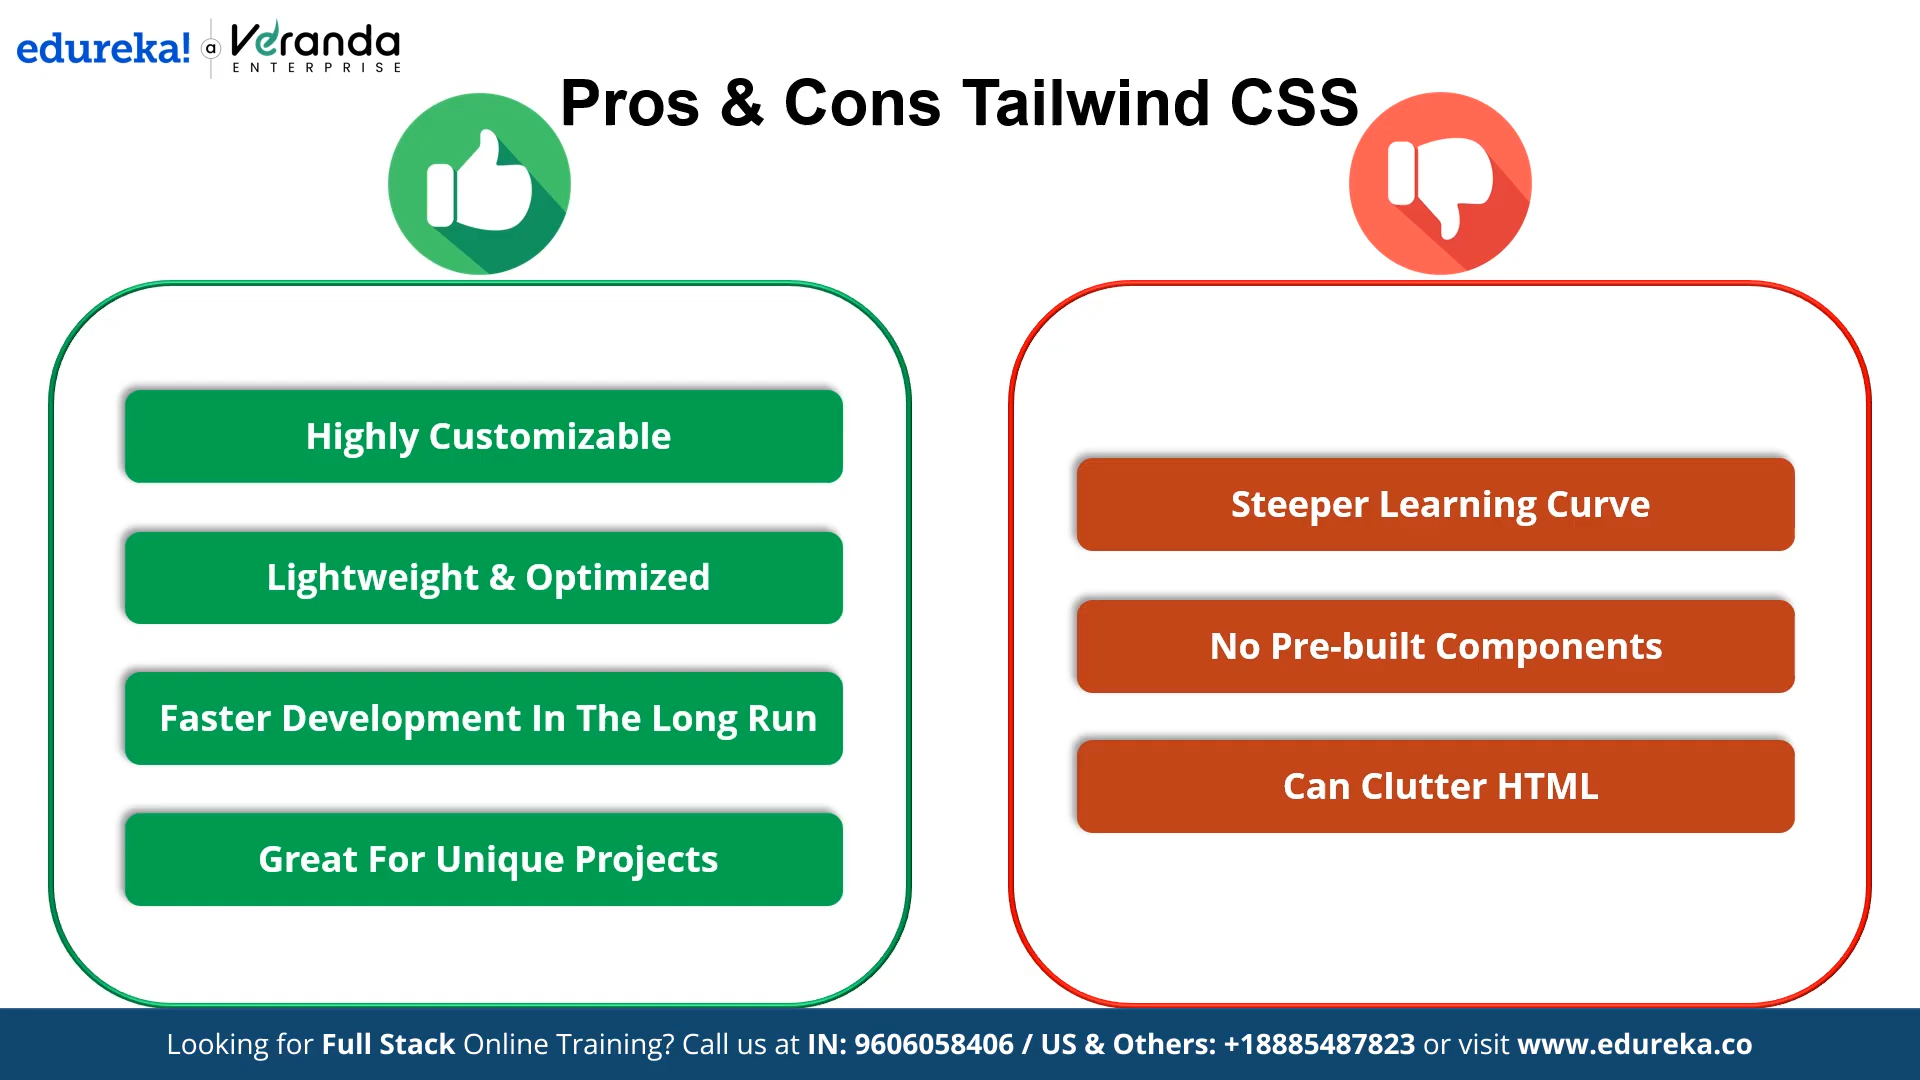 edureka! a Veranda
ENTERPRISE
Pros & Cons Tailwind CSS
Highly Customizable
Lightweight & Optimized
Faster Development In The Long Run
Great For Unique Projects
Steeper Learning Curve
No Pre-built Components
Can Clutter HTML
Looking for Full Stack Online Training? Call us at IN: 9606058406 / US & Others: +18885487823 or visit www.edureka.co